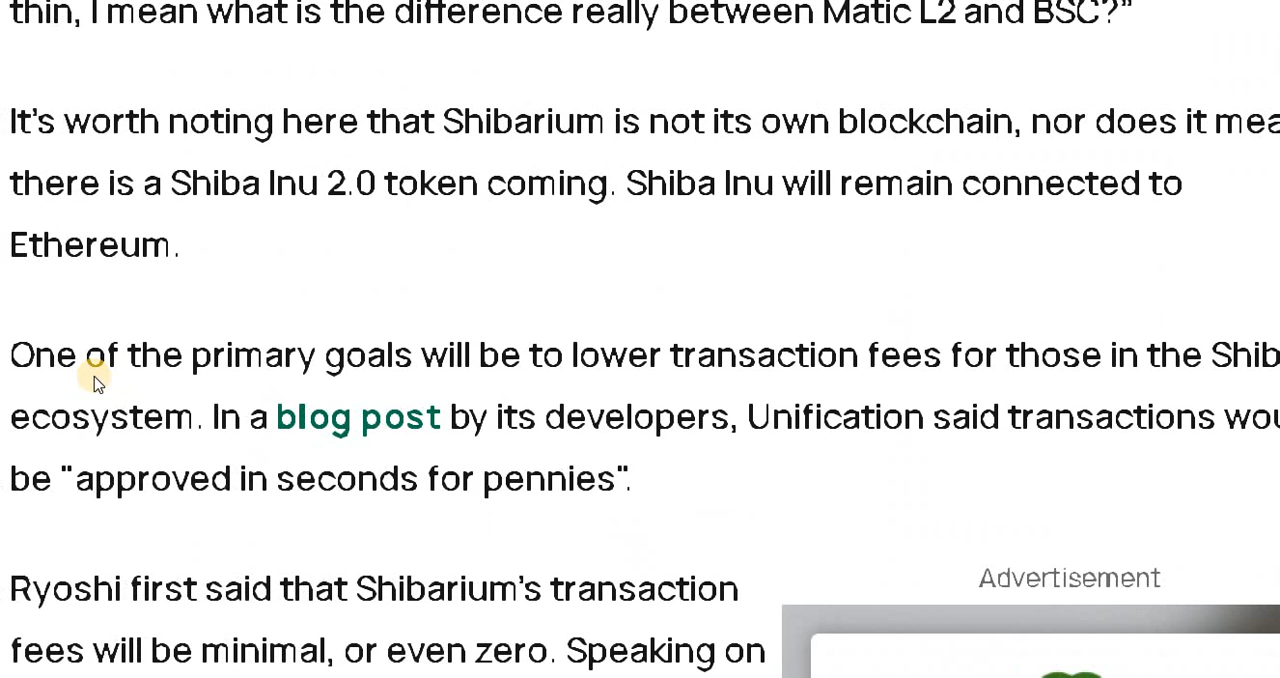 thin, I mean what is the difference really between Matic L2 and BSC?"
It's worth noting here that Shibarium is not its own blockchain, nor does it mea
there is a Shiba Inu 2.0 token coming. Shiba Inu will remain connected to
Ethereum.
One of the primary goals will be to lower transaction fees for those in the Shib
ecosystem. In a blog post by its developers, Unification said transactions wou
be "approved in seconds for pennies".
Ryoshi first said that Shibarium's transaction
Advertisement
fees will be minimal, or even zero. Speaking on